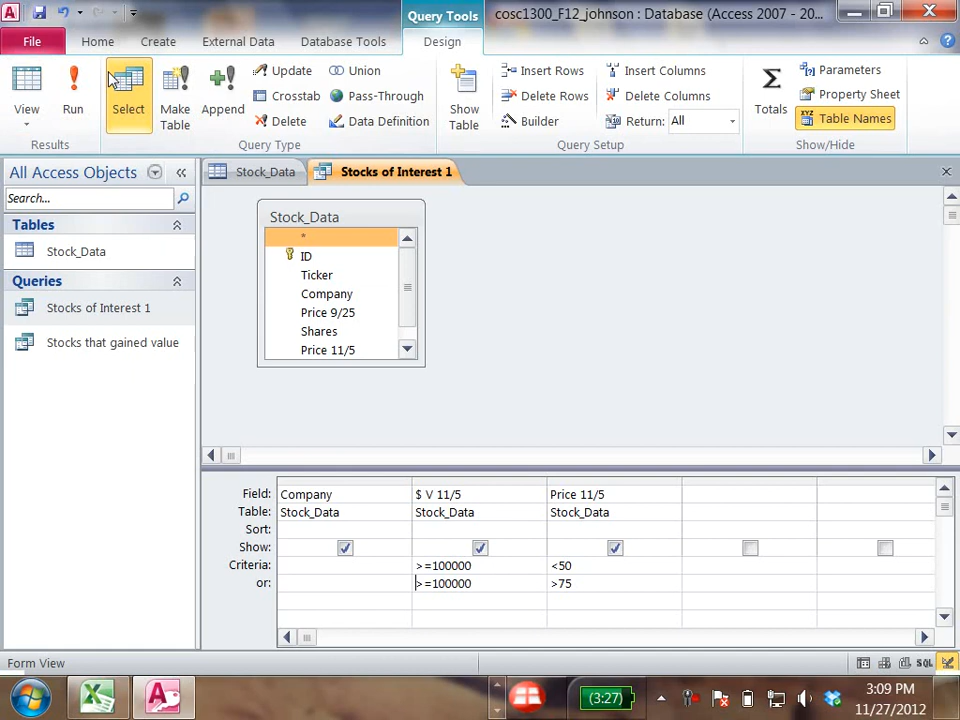 Query Tools
cosc1300_F12_johnson : Database (Access 2007 - 20...
File
Home
Create
External Data
Database Tools
Design
View
Run
Select
Make Table
Append
Update
Crosstab
Delete
Union
Pass-Through
Data Definition
Show Table
Insert Rows
Delete Rows
Builder
Insert Columns
Delete Columns
Return: All
Totals
Parameters
Property Sheet
Table Names
Results
Query Type
Query Setup
Show/Hide
All Access Objects
Search...
Tables
Stock_Data
Queries
Stocks of Interest 1
Stocks that gained value
Stock_Data
Stocks of Interest 1
Stock_Data
*
ID
Ticker
Company
Price 9/25
Shares
Price 11/5
Field: Company $ V 11/5 Price 11/5
Table: Stock_Data Stock_Data Stock_Data
Sort:
Show:
Criteria: >=100000 <50
or: >=100000 >75
Form View
SQL
(3:27)
3:09 PM
11/27/2012